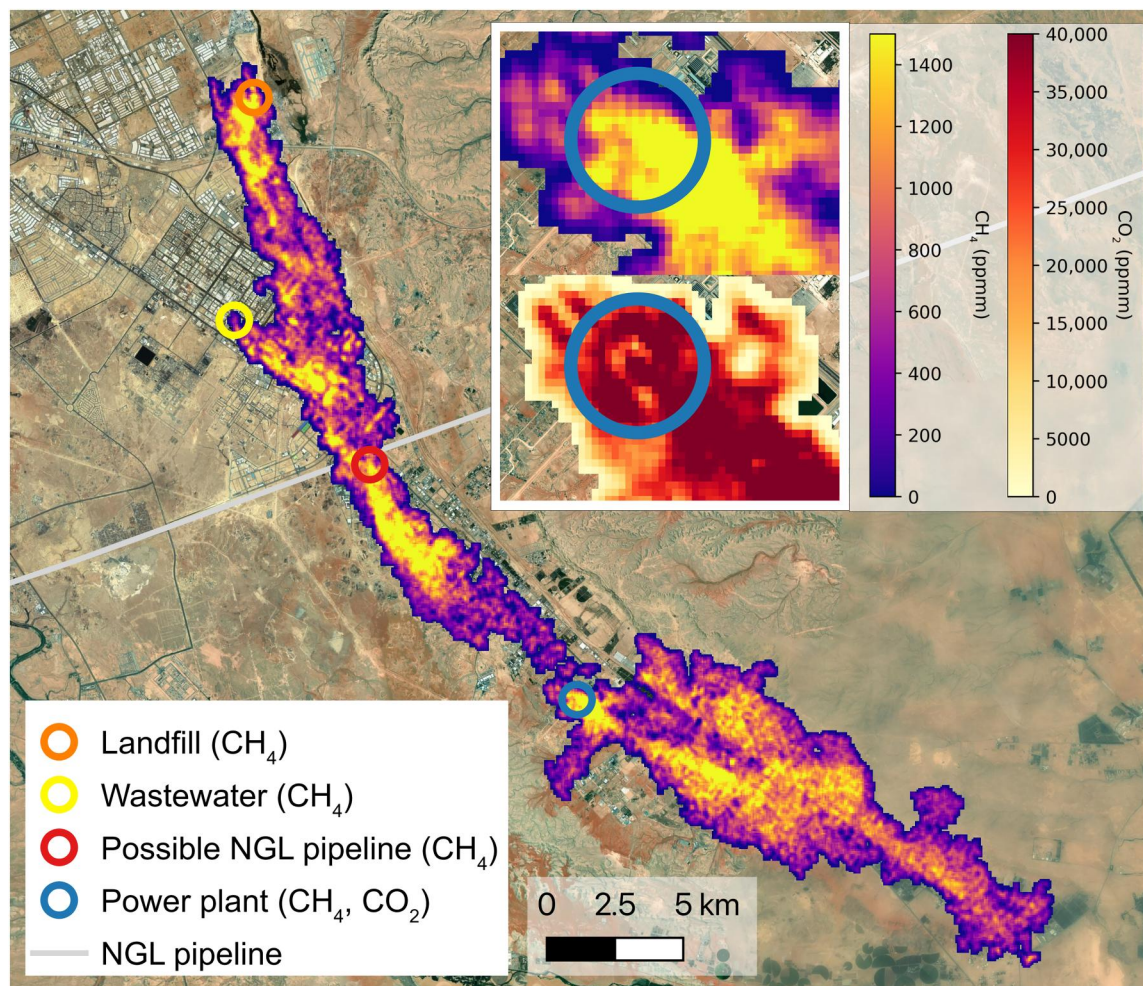 1400
1200
1000
800
600
400
200
0
CH₄ (ppmm)
40,000
35,000
30,000
25,000
20,000
15,000
10,000
5000
0
CO₂ (ppmm)
Landfill (CH₄)
Wastewater (CH₄)
Possible NGL pipeline (CH₄)
Power plant (CH₄, CO₂)
NGL pipeline
0 2.5 5 km